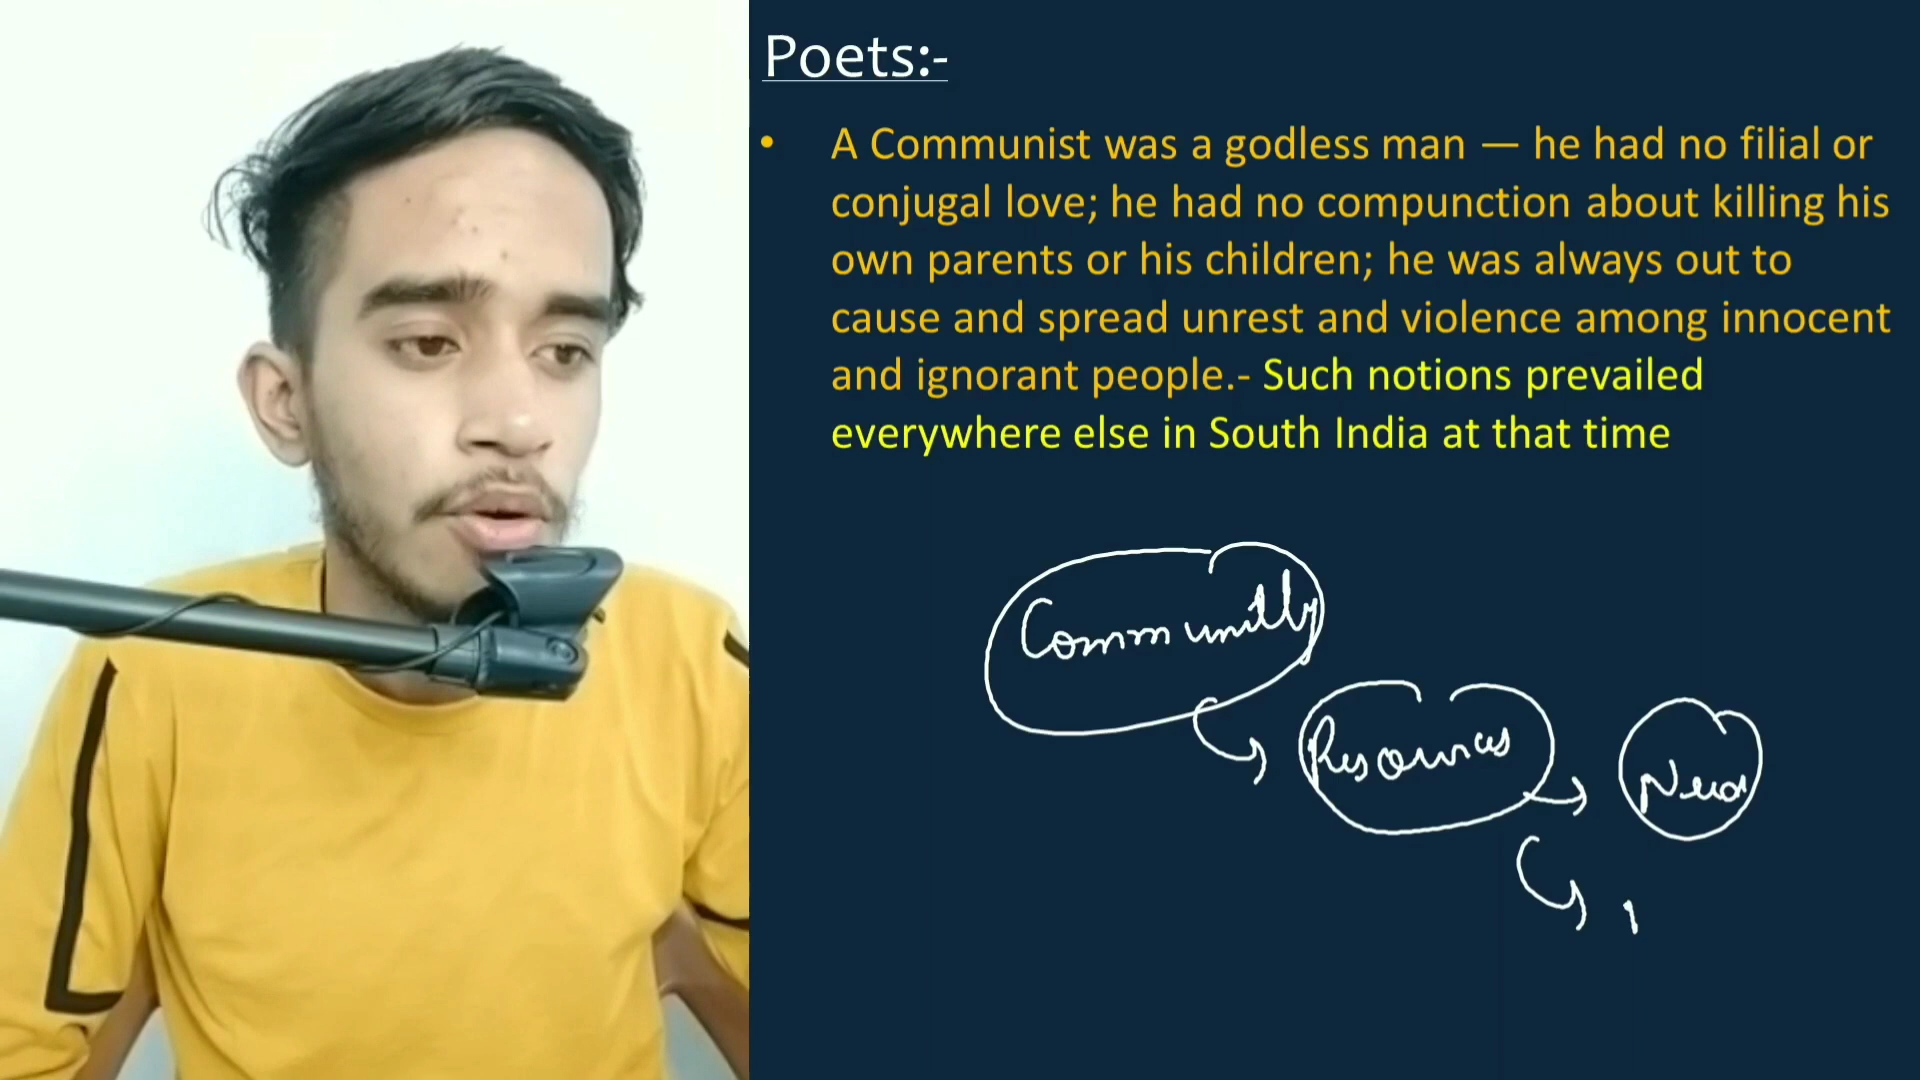 Poets:-
• A Communist was a godless man — he had no filial or
conjugal love; he had no compunction about killing his
own parents or his children; he was always out to
cause and spread unrest and violence among innocent
and ignorant people.- Such notions prevailed
everywhere else in South India at that time
Community
Resources